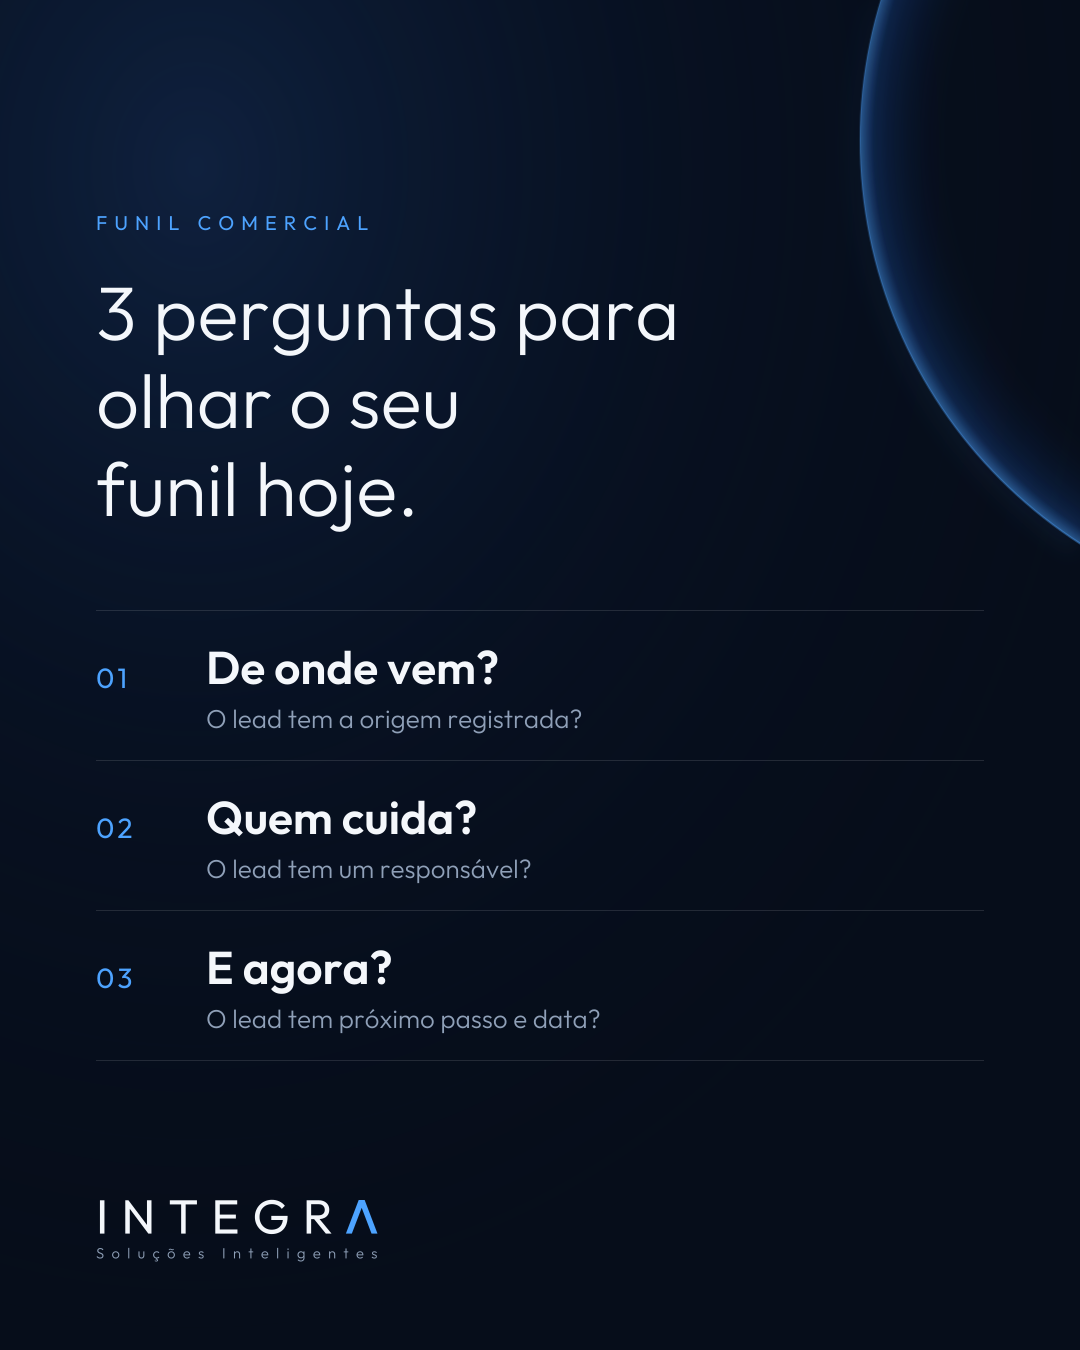 FUNIL COMERCIAL
3 perguntas para
olhar o seu
funil hoje.
01
De onde vem?
O lead tem a origem registrada?
02
Quem cuida?
O lead tem um responsável?
03
E agora?
O lead tem próximo passo e data?
INTEGRA
Soluções Inteligentes